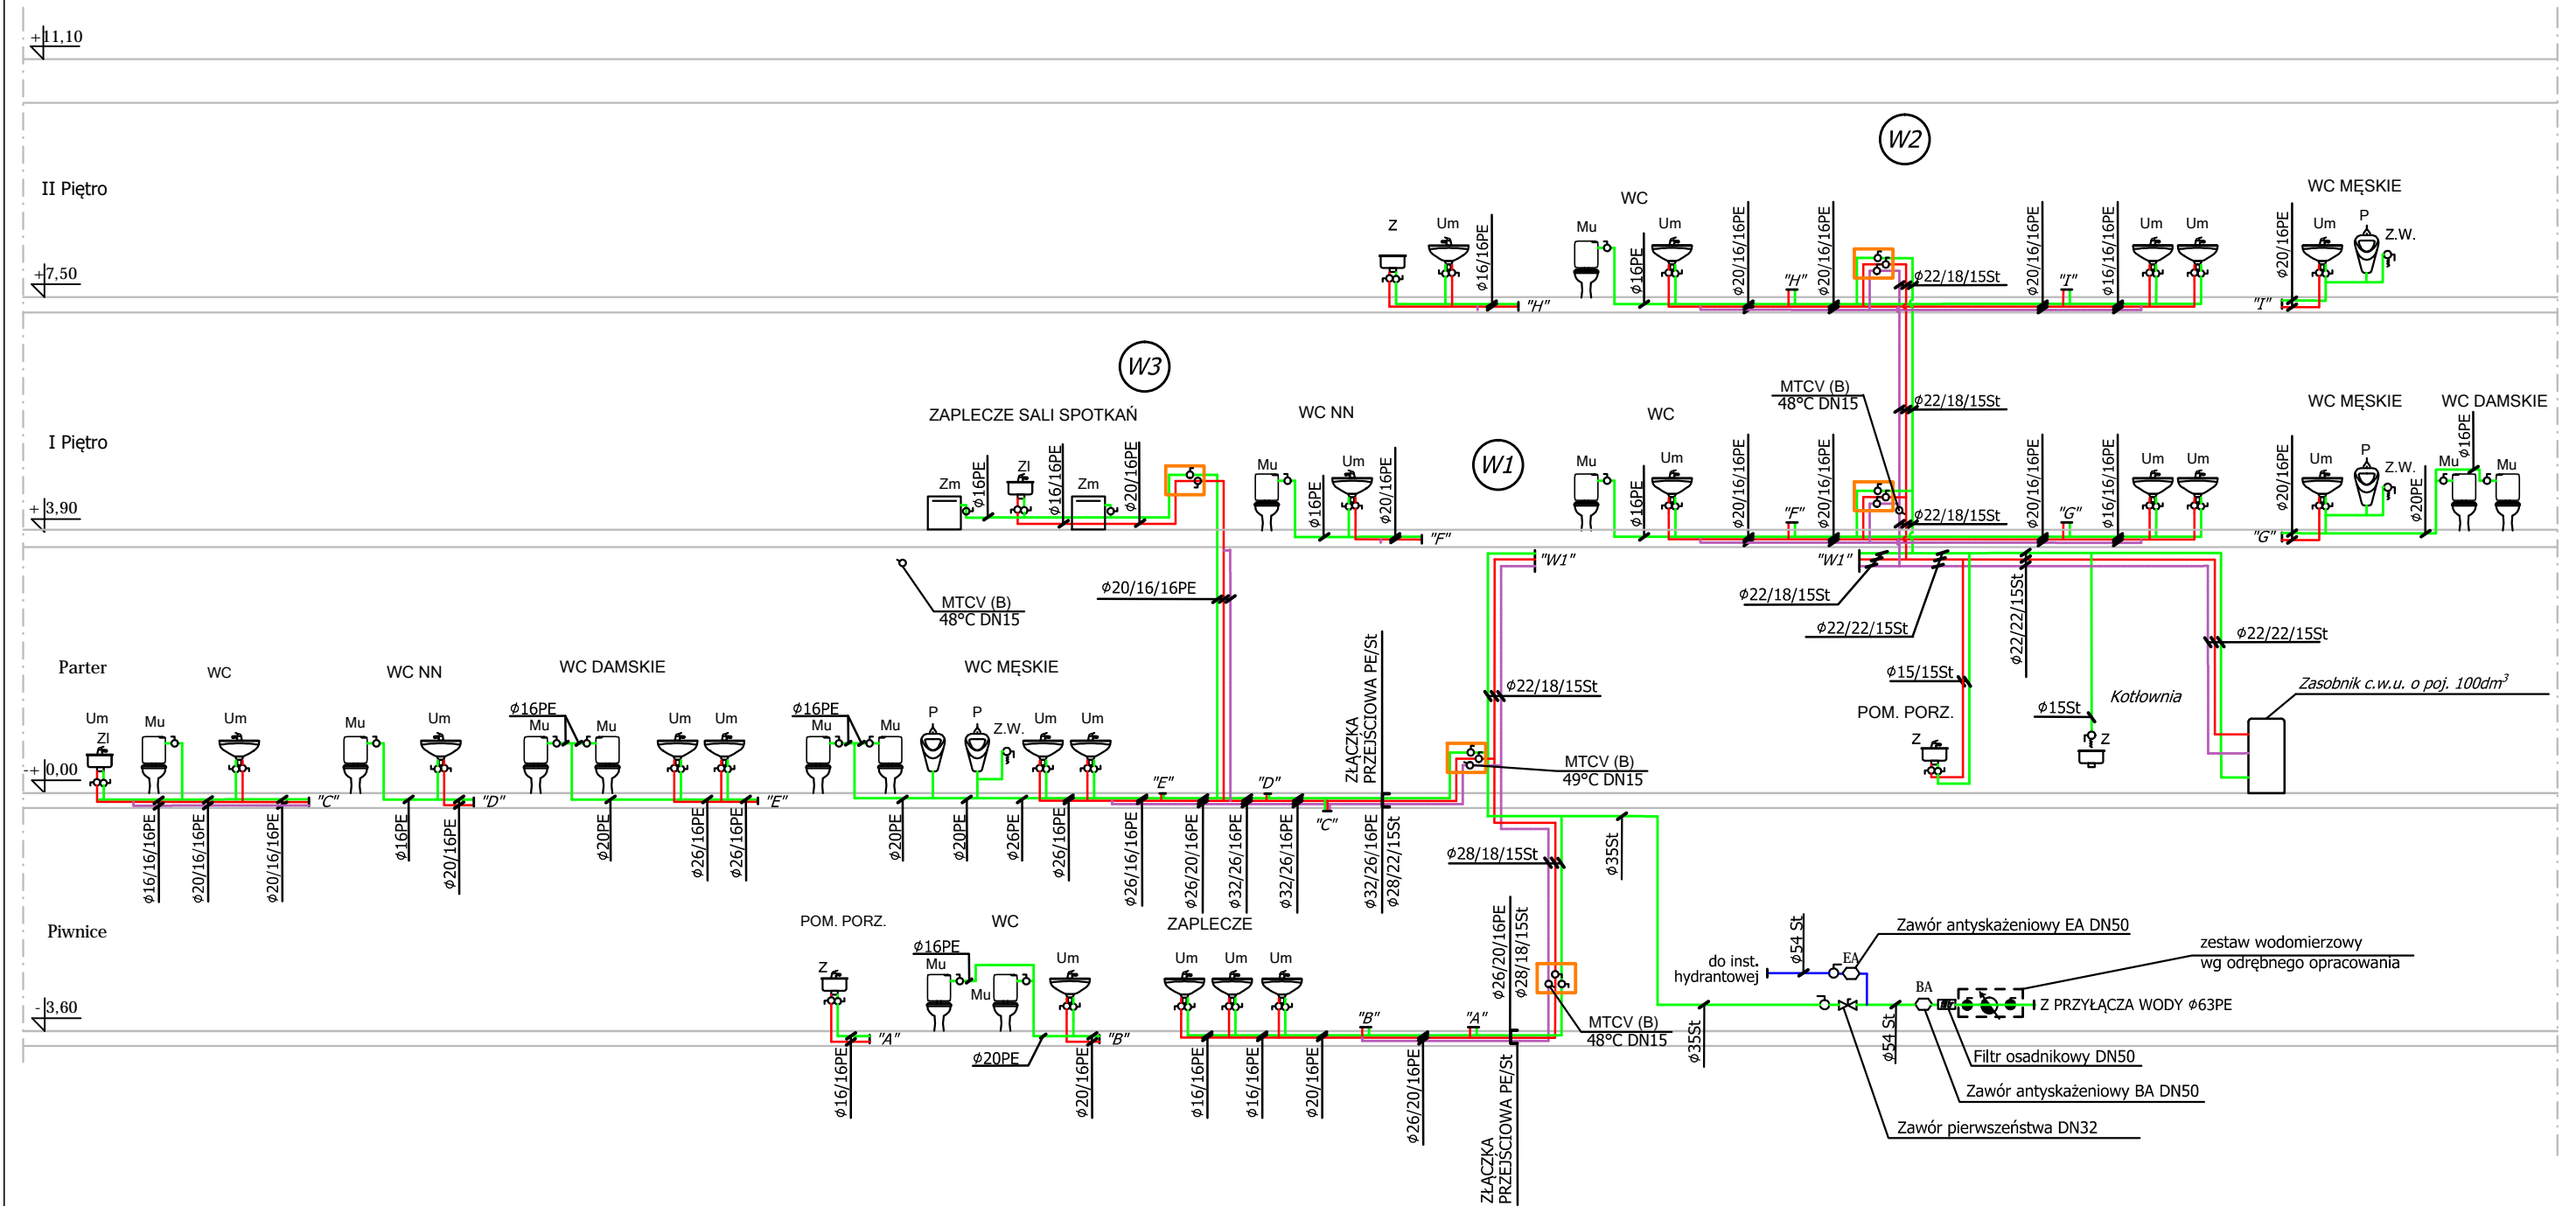 +11,10
W2
II Piętro
WC
WC MĘSKIE
Z
Um
φ16/16PE
Mu
φ16PE
Um
φ20/16/16PE
"H"
φ20/16/16PE
φ22/18/15St
φ20/16/16PE
"I"
φ16/16/16PE
Um
Um
φ20/16PE
Um
P
Z.W.
+7,50
"H"
"I"
W3
I Piętro
ZAPLECZE SALI SPOTKAŃ
WC NN
W1
WC
MTCV (B)
48°C DN15
φ22/18/15St
WC MĘSKIE
WC DAMSKIE
Zm
φ16PE
Zl
φ16/16PE
Zm
φ20/16PE
Mu
φ16PE
Um
φ20/16PE
Mu
φ16PE
Um
φ20/16/16PE
"F"
φ20/16/16PE
φ22/18/15St
φ20/16/16PE
"G"
φ16/16/16PE
Um
Um
φ20/16PE
Um
P
Z.W.
φ20PE
Mu
φ16PE
Mu
+3,90
"F"
"G"
"W1"
"W1"
MTCV (B)
48°C DN15
φ20/16/16PE
φ22/18/15St
φ22/22/15St
φ22/22/15St
φ22/22/15St
Parter
WC
WC NN
WC DAMSKIE
WC MĘSKIE
ZŁĄCZKA
PRZEJŚCIOWA PE/St
φ22/18/15St
φ15/15St
POM. PORZ.
φ15St
Kotłownia
Zasobnik c.w.u. o poj. 100dm³
Um
Zl
Mu
Um
Mu
Um
φ16PE
Mu
Mu
Um
Um
φ16PE
Mu
Mu
P
P
Z.W.
Um
Um
Z
Z
-+ 0,00
"C"
"D"
"E"
"E"
"D"
"C"
MTCV (B)
49°C DN15
φ16/16/16PE
φ20/16/16PE
φ20/16/16PE
φ16PE
φ20/16PE
φ20PE
φ26/16PE
φ26/16PE
φ20PE
φ20PE
φ26PE
φ26/16PE
φ26/16/16PE
φ26/20/16PE
φ32/26/16PE
φ32/26/16PE
φ32/26/16PE
φ28/22/15St
φ28/18/15St
φ35St
Piwnice
POM. PORZ.
WC
ZAPLECZE
Z
φ16PE
Mu
Mu
Um
Um
Um
Um
φ26/20/16PE
φ28/18/15St
do inst.
hydrantowej
φ54 St
EA
Zawór antyskażeniowy EA DN50
zestaw wodomierzowy
wg odrębnego opracowania
BA
Z PRZYŁĄCZA WODY φ63PE
- 3,60
"A"
"B"
"B"
"A"
MTCV (B)
48°C DN15
φ16/16PE
φ20PE
φ20/16PE
φ16/16PE
φ16/16PE
φ20/16PE
φ26/20/16PE
ZŁĄCZKA
PRZEJŚCIOWA PE/St
φ35St
φ54 St
Filtr osadnikowy DN50
Zawór antyskażeniowy BA DN50
Zawór pierwszeństwa DN32